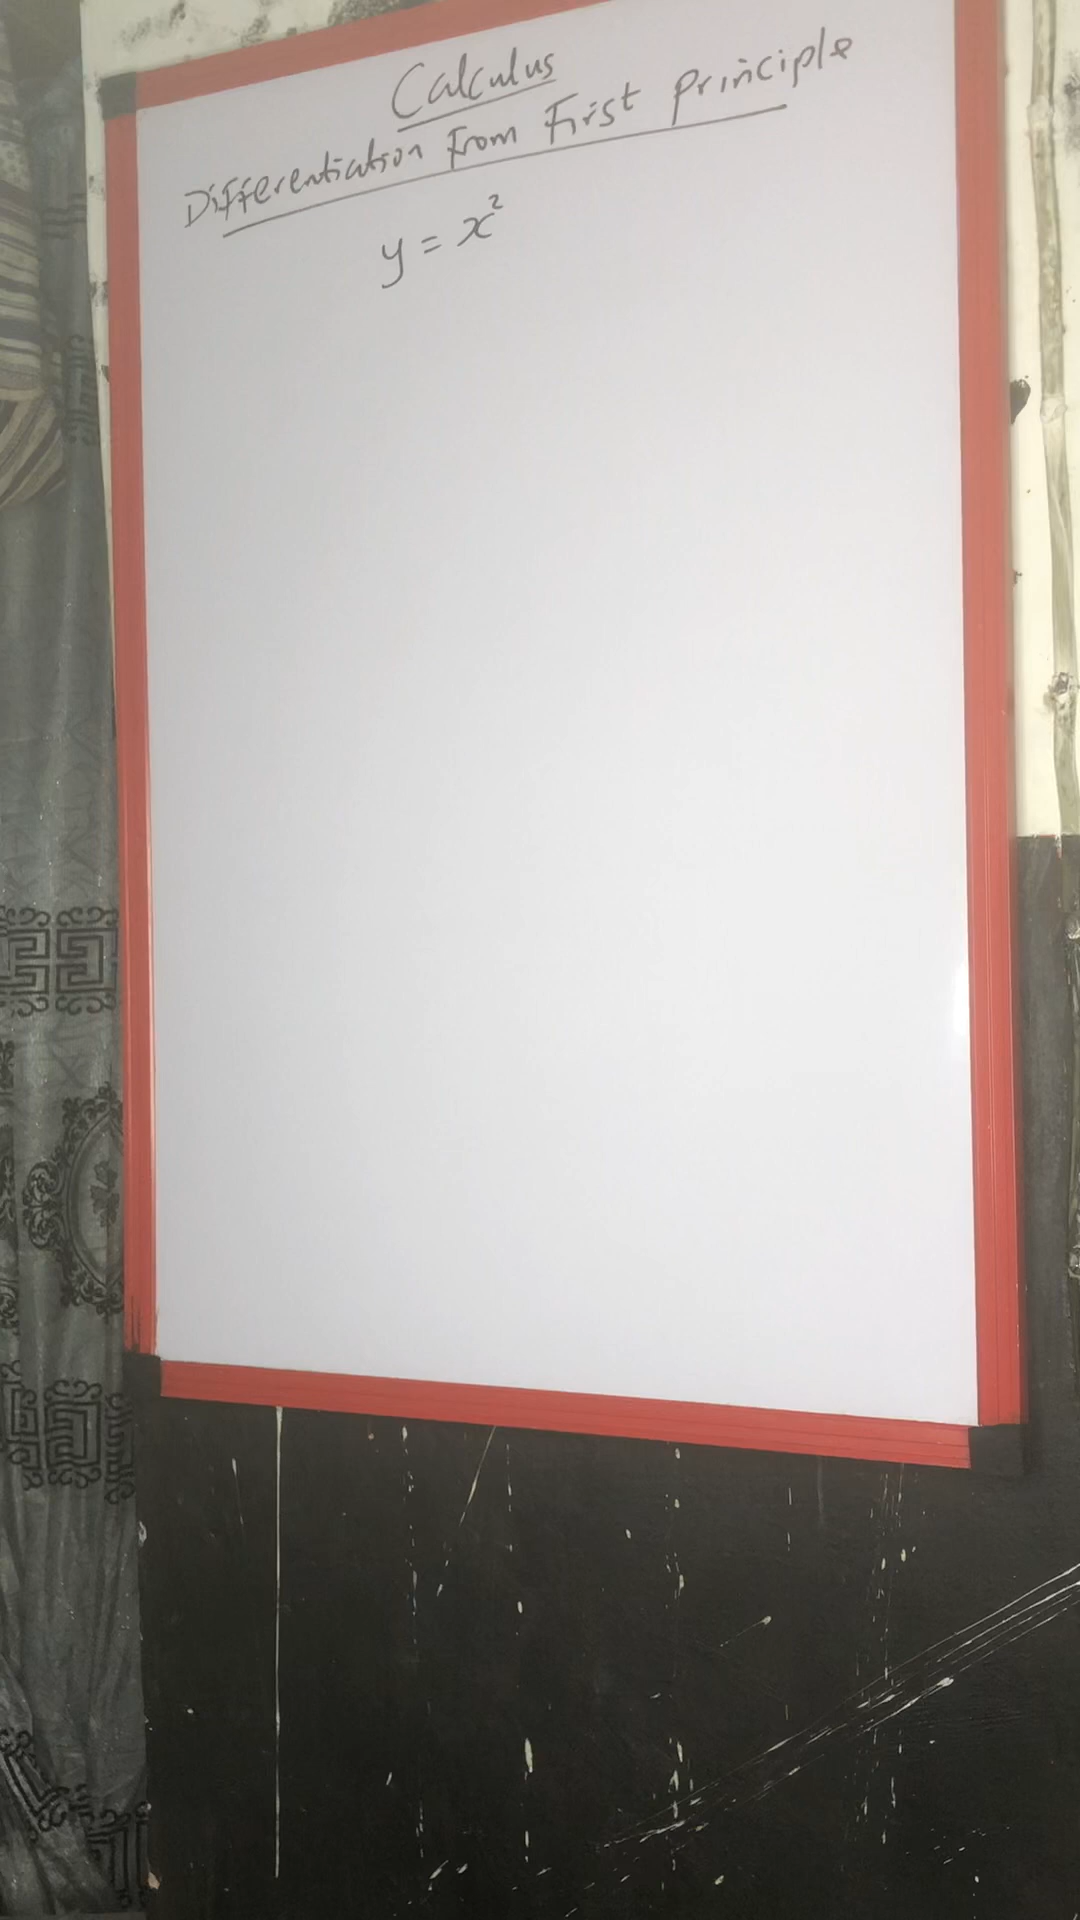 Calculus
Differentiation From First principle
y = x²